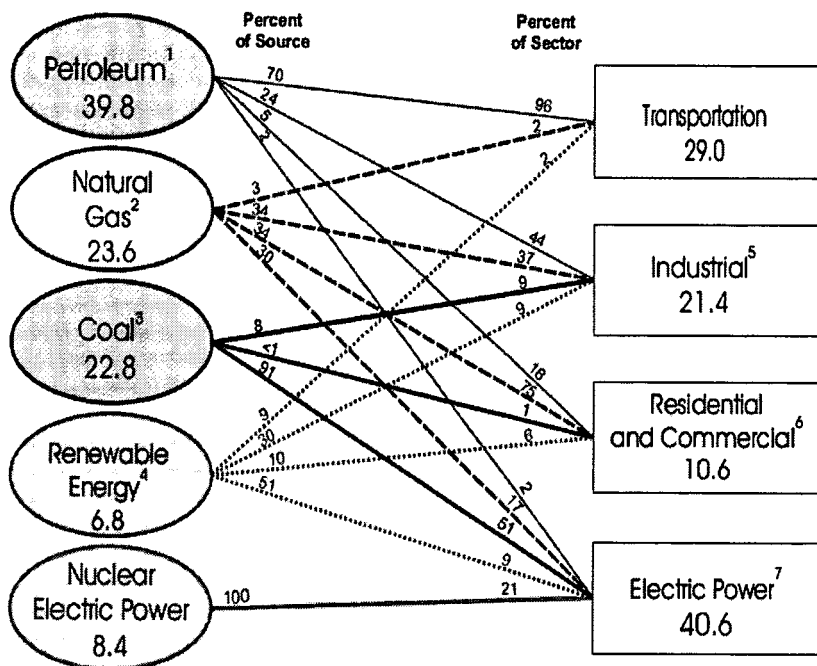 Percent
of Source
Percent
of Sector
Petroleum¹
39.8
Natural
Gas²
23.6
Coal³
22.8
Renewable
Energy⁴
6.8
Nuclear
Electric Power
8.4
70
24
5
2
3
34
34
30
8
<1
91
9
30
10
51
100
96
2
2
44
37
9
9
18
75
1
6
2
17
51
9
21
Transportation
29.0
Industrial⁵
21.4
Residential
and Commercial⁶
10.6
Electric Power⁷
40.6